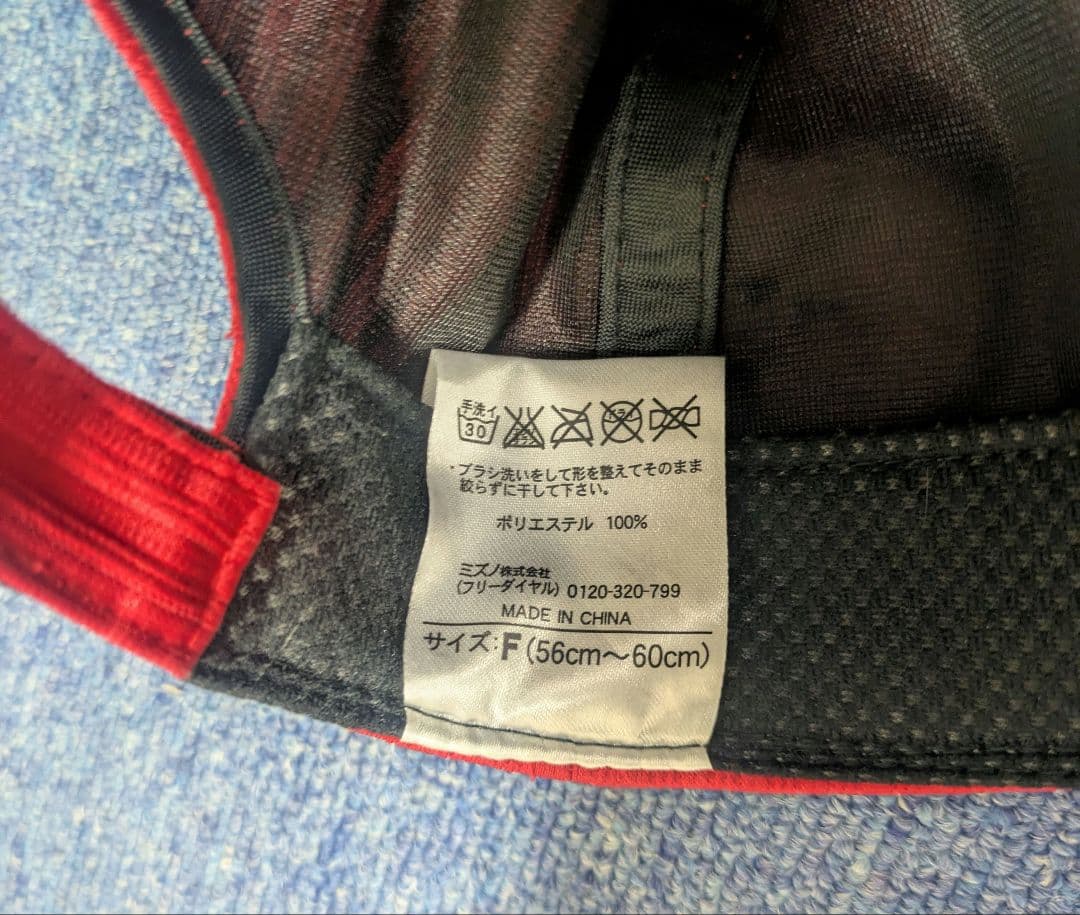 手洗イ
30
ブラシ洗いをして形を整えてそのまま
絞らずに干して下さい。
ポリエステル 100%
ミズノ株式会社
(フリーダイヤル) 0120-320-799
MADE IN CHINA
サイズ:F(56cm～60cm)